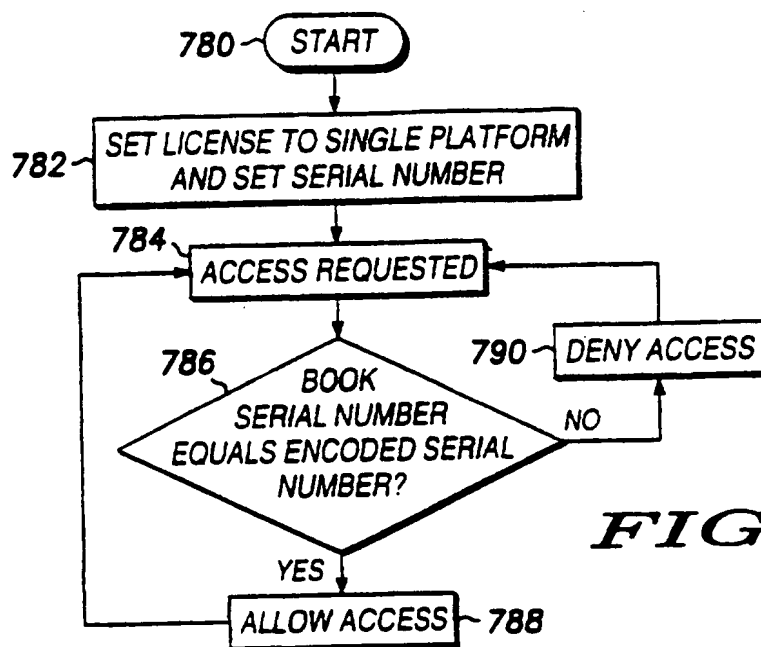 780
START
782
SET LICENSE TO SINGLE PLATFORM
AND SET SERIAL NUMBER
784
ACCESS REQUESTED
786
BOOK
SERIAL NUMBER
EQUALS ENCODED SERIAL
NUMBER?
790
DENY ACCESS
NO
FIG
YES
ALLOW ACCESS
788